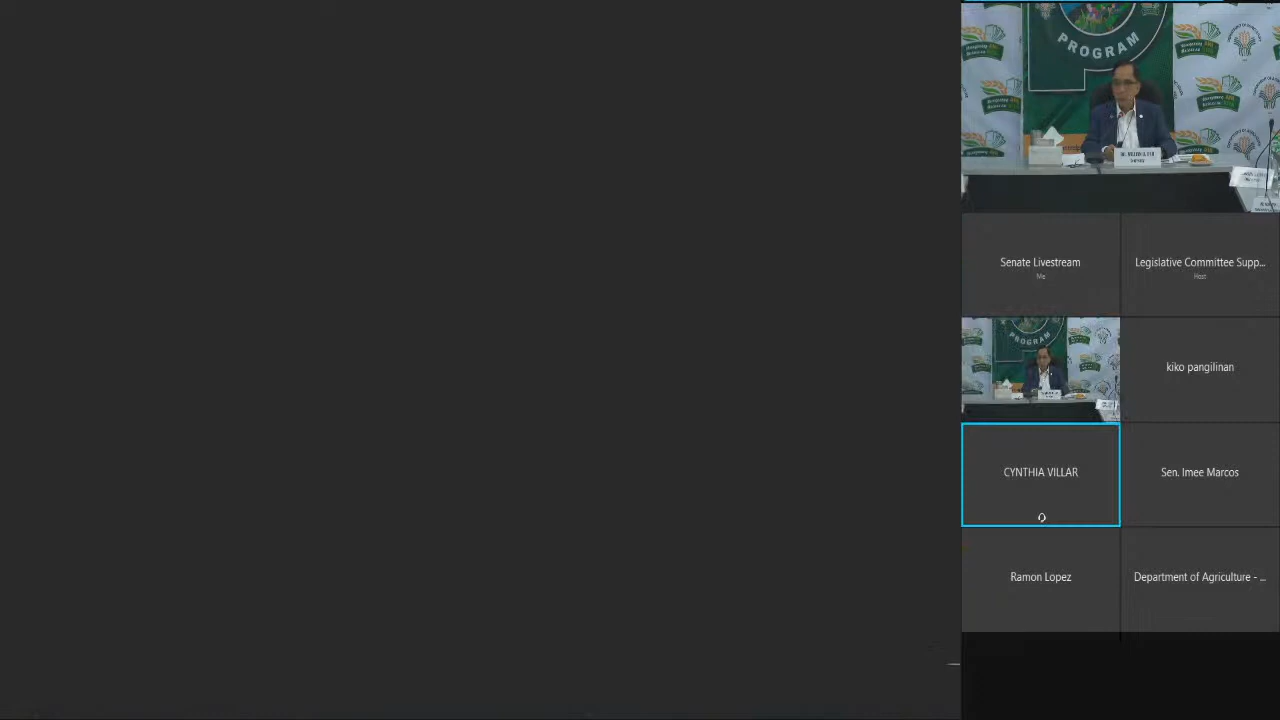 PROGRAM
Senate Livestream
Me
Legislative Committee Supp...
Host
PROGRAM
kiko pangilinan
CYNTHIA VILLAR
Sen. Imee Marcos
Ramon Lopez
Department of Agriculture - ...